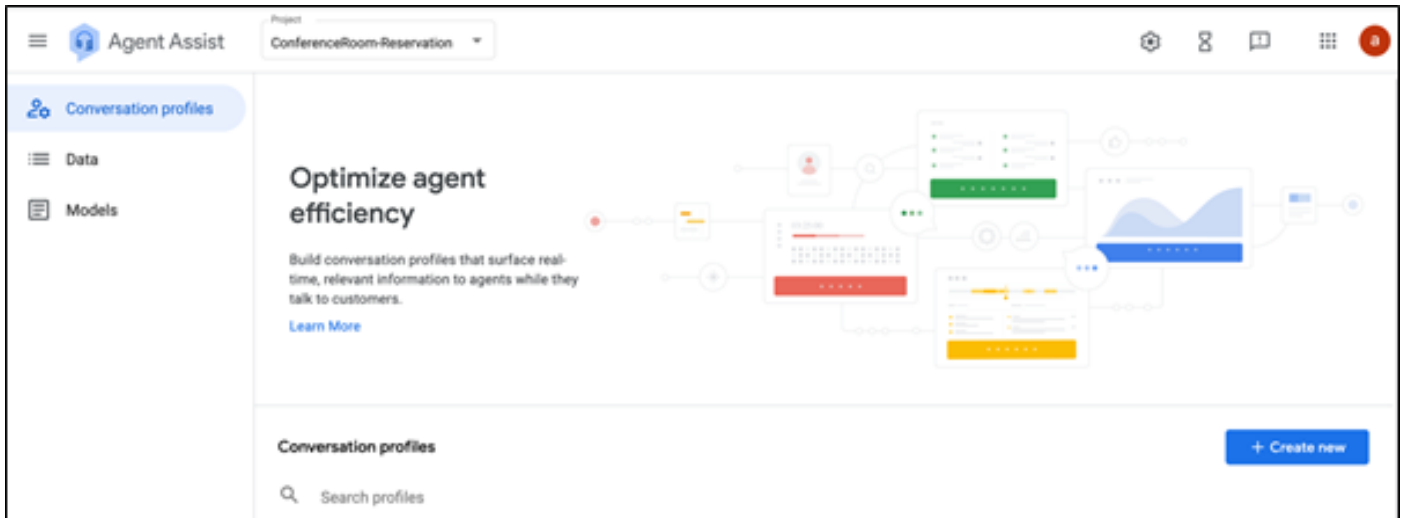 Project
Agent Assist
ConferenceRoom-Reservation
a
Conversation profiles
Data
Models
Optimize agent
efficiency
Build conversation profiles that surface real-
time, relevant information to agents while they
talk to customers.
Learn More
Conversation profiles
+ Create new
Search profiles